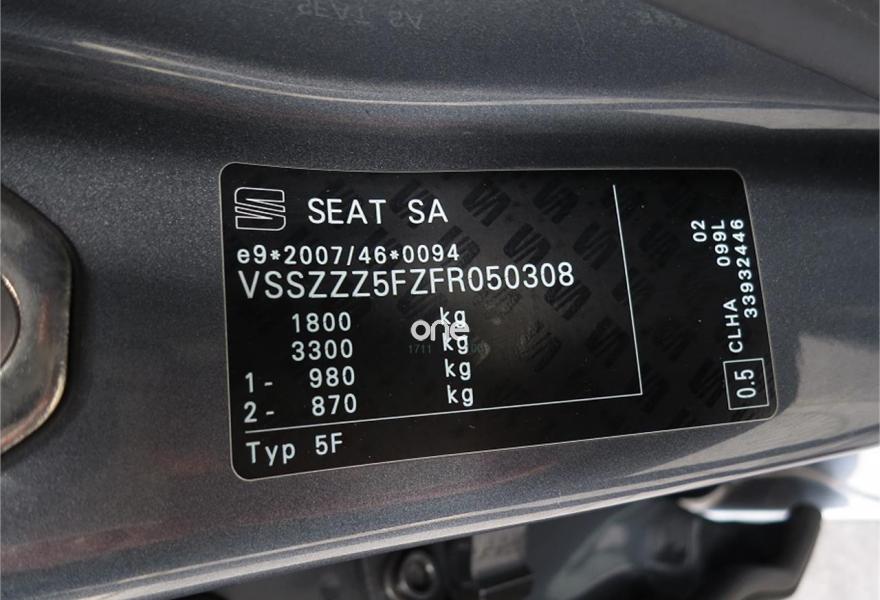 SEAT SA
e9*2007/46*0094
VSSZZZ5FZFR050308
1800 kg
3300 kg
1- 980 kg
2- 870 kg
Typ 5F
02
099L
33932446
CLHA
0.5
one